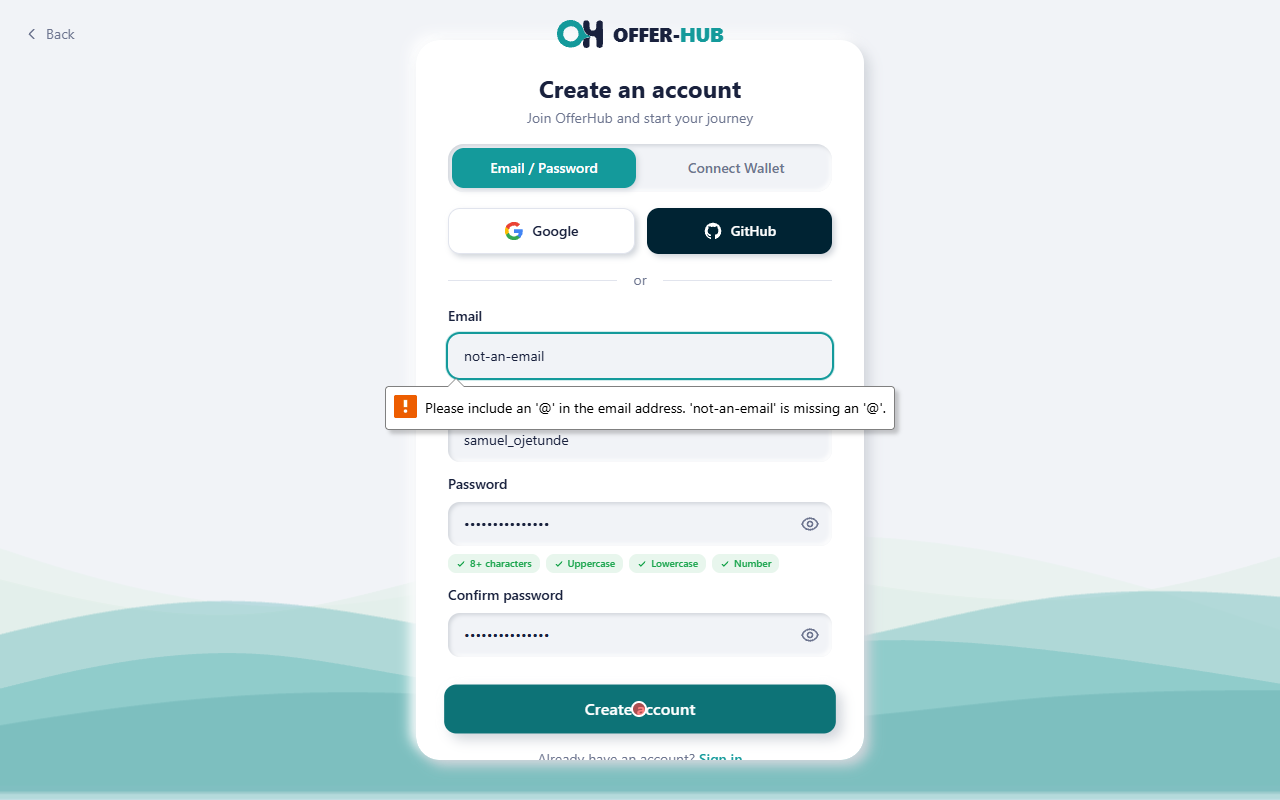 Back
OH OFFER-HUB
Create an account
Join OfferHub and start your journey
Email / Password
Connect Wallet
Google
GitHub
or
Email
not-an-email
Please include an '@' in the email address. 'not-an-email' is missing an '@'.
samuel_ojetunde
Password
•••••••••••••••
8+ characters
Uppercase
Lowercase
Number
Confirm password
•••••••••••••••
Create account
Already have an account? Sign in